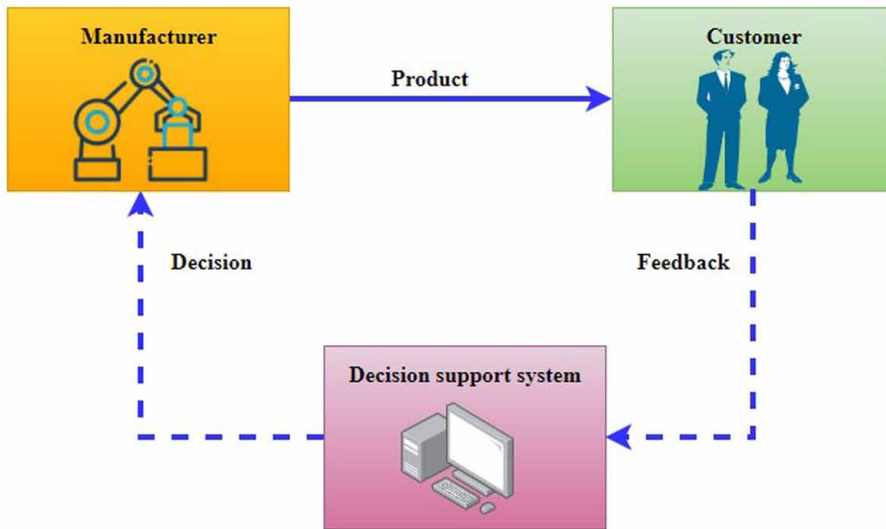 Manufacturer
Customer
Product
Decision
Feedback
Decision support system